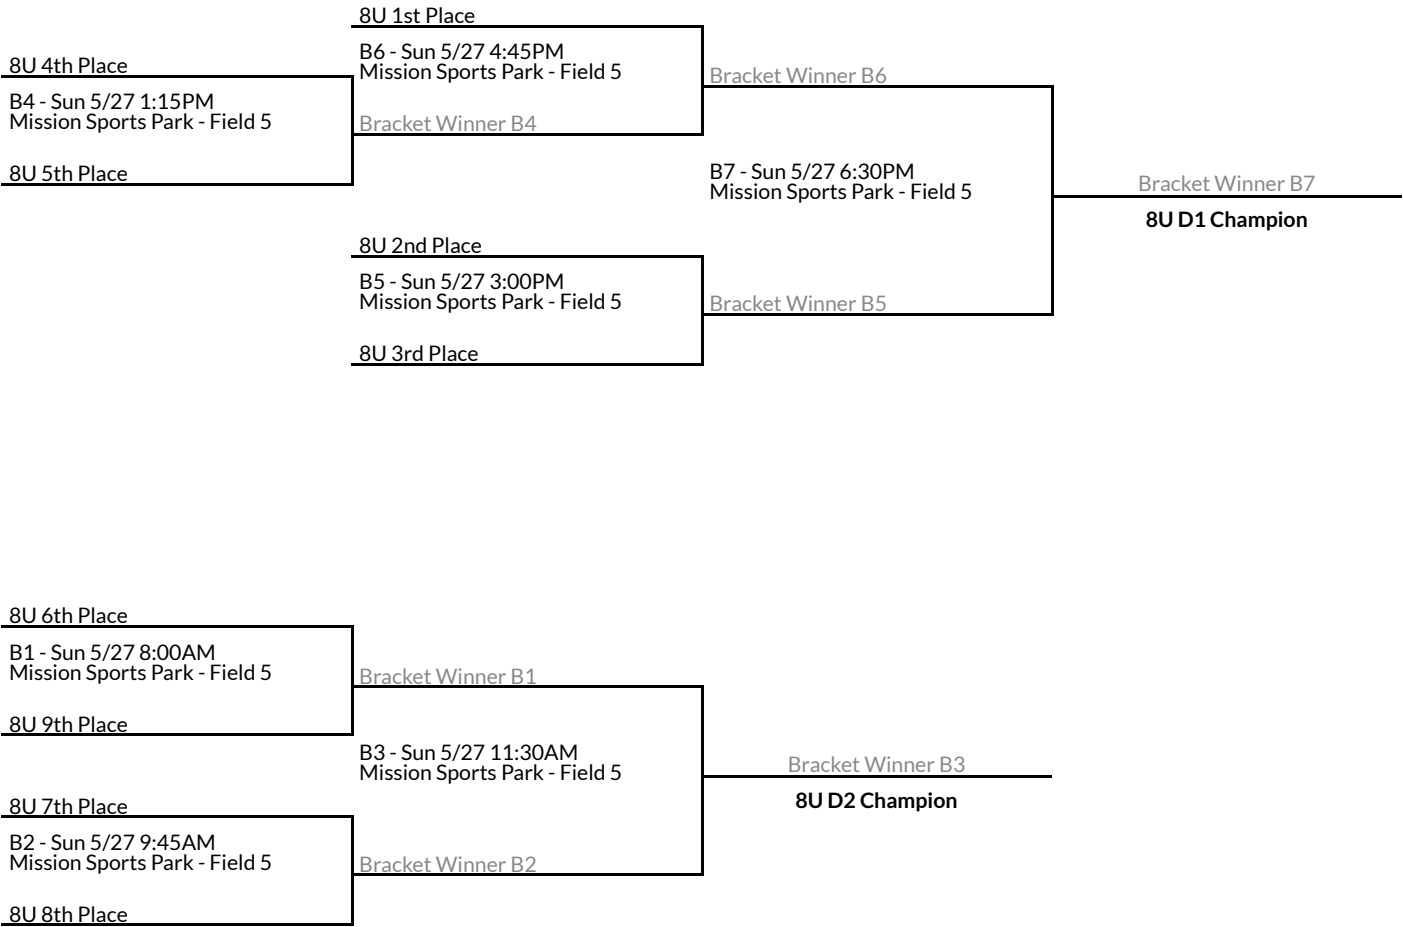 8U 1st Place
B6 - Sun 5/27 4:45PM
Mission Sports Park - Field 5
8U 4th Place
Bracket Winner B6
B4 - Sun 5/27 1:15PM
Mission Sports Park - Field 5
Bracket Winner B4
8U 5th Place
B7 - Sun 5/27 6:30PM
Mission Sports Park - Field 5
Bracket Winner B7
8U D1 Champion
8U 2nd Place
B5 - Sun 5/27 3:00PM
Mission Sports Park - Field 5
Bracket Winner B5
8U 3rd Place
8U 6th Place
B1 - Sun 5/27 8:00AM
Mission Sports Park - Field 5
Bracket Winner B1
8U 9th Place
B3 - Sun 5/27 11:30AM
Mission Sports Park - Field 5
Bracket Winner B3
8U D2 Champion
8U 7th Place
B2 - Sun 5/27 9:45AM
Mission Sports Park - Field 5
Bracket Winner B2
8U 8th Place